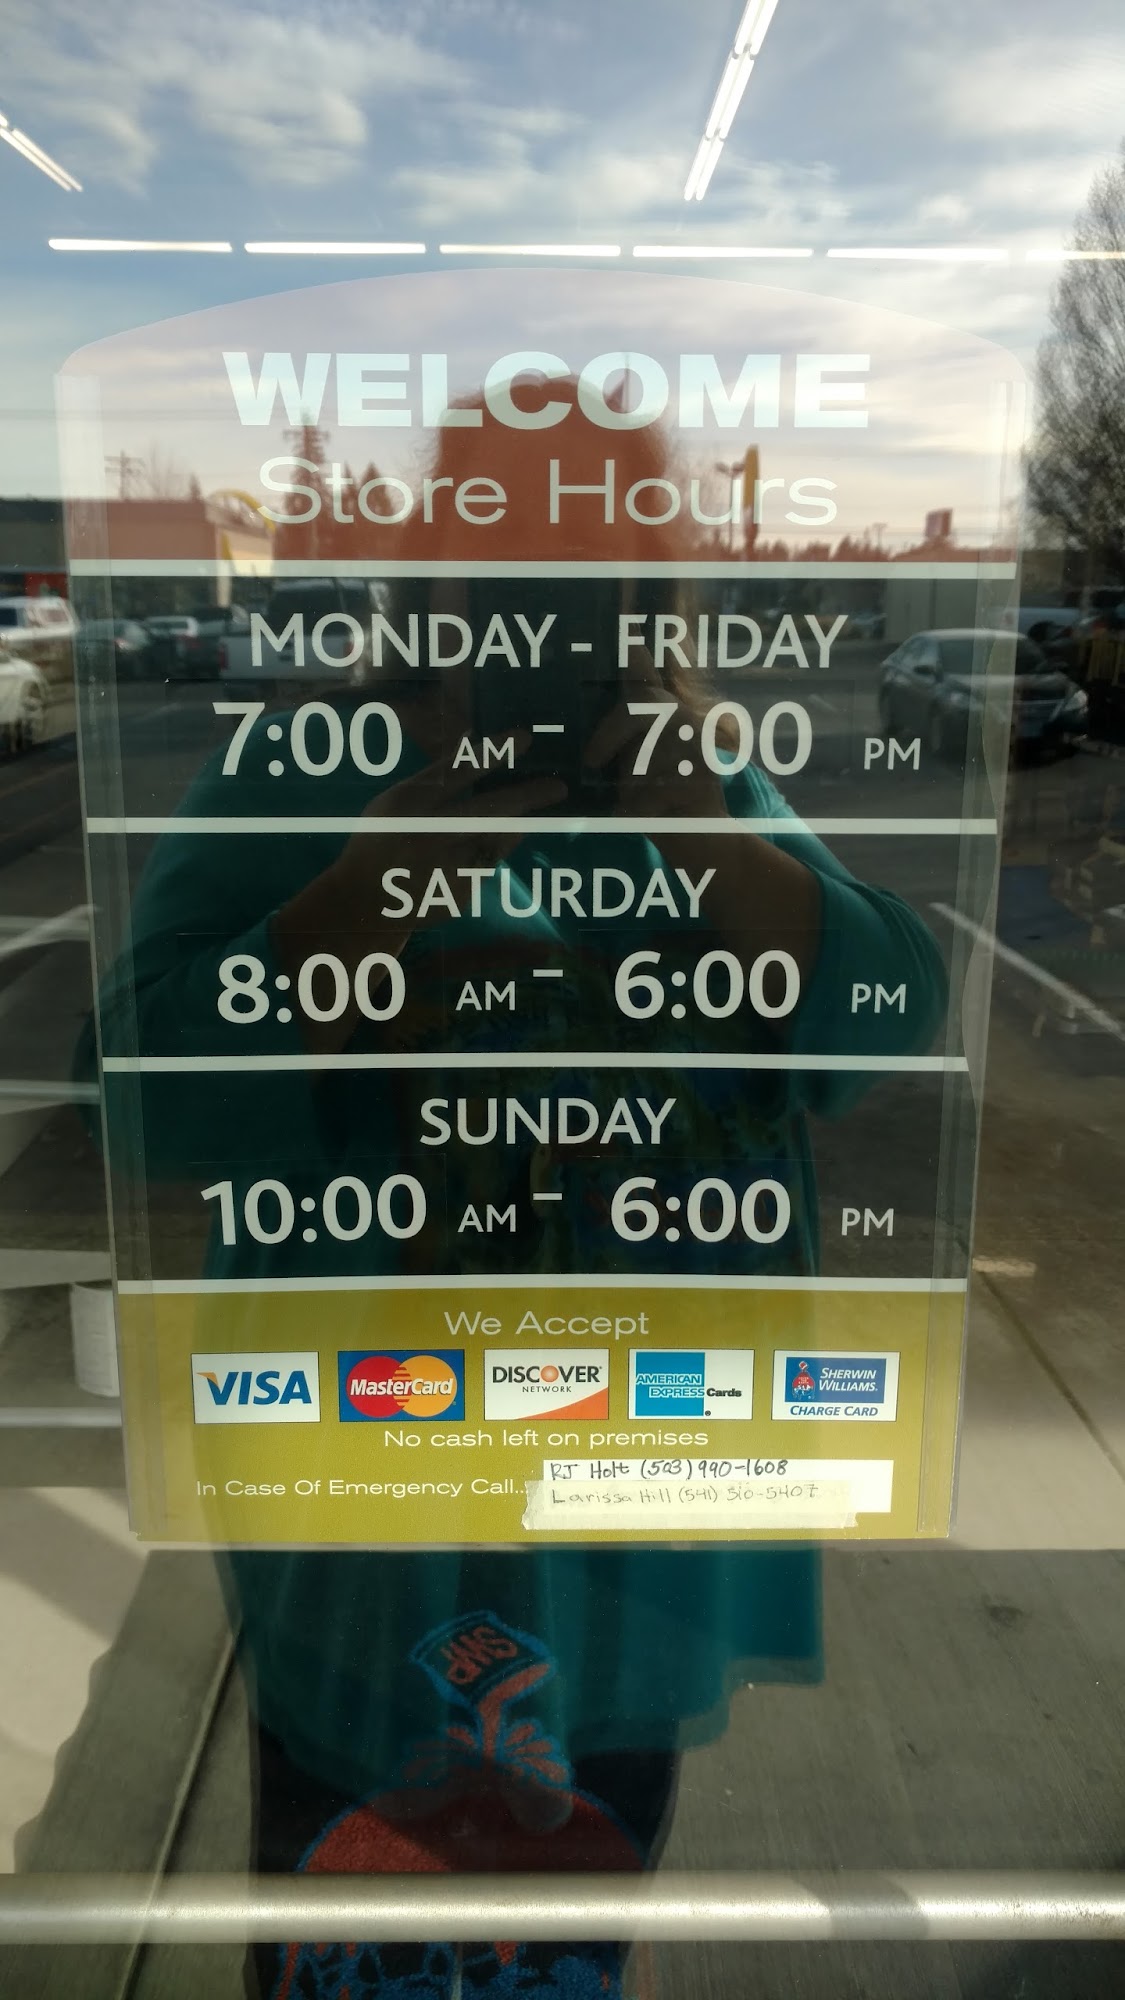 WELCOME
Store Hours
MONDAY - FRIDAY
7:00 AM - 7:00 PM
SATURDAY
8:00 AM - 6:00 PM
SUNDAY
10:00 AM - 6:00 PM
We Accept
VISA MasterCard DISCOVER NETWORK AMERICAN EXPRESS Cards SHERWIN WILLIAMS. CHARGE CARD
No cash left on premises
RJ Holt (503) 990-1608
In Case Of Emergency Call...
Larissa Hill (541) 510-5407
SWP